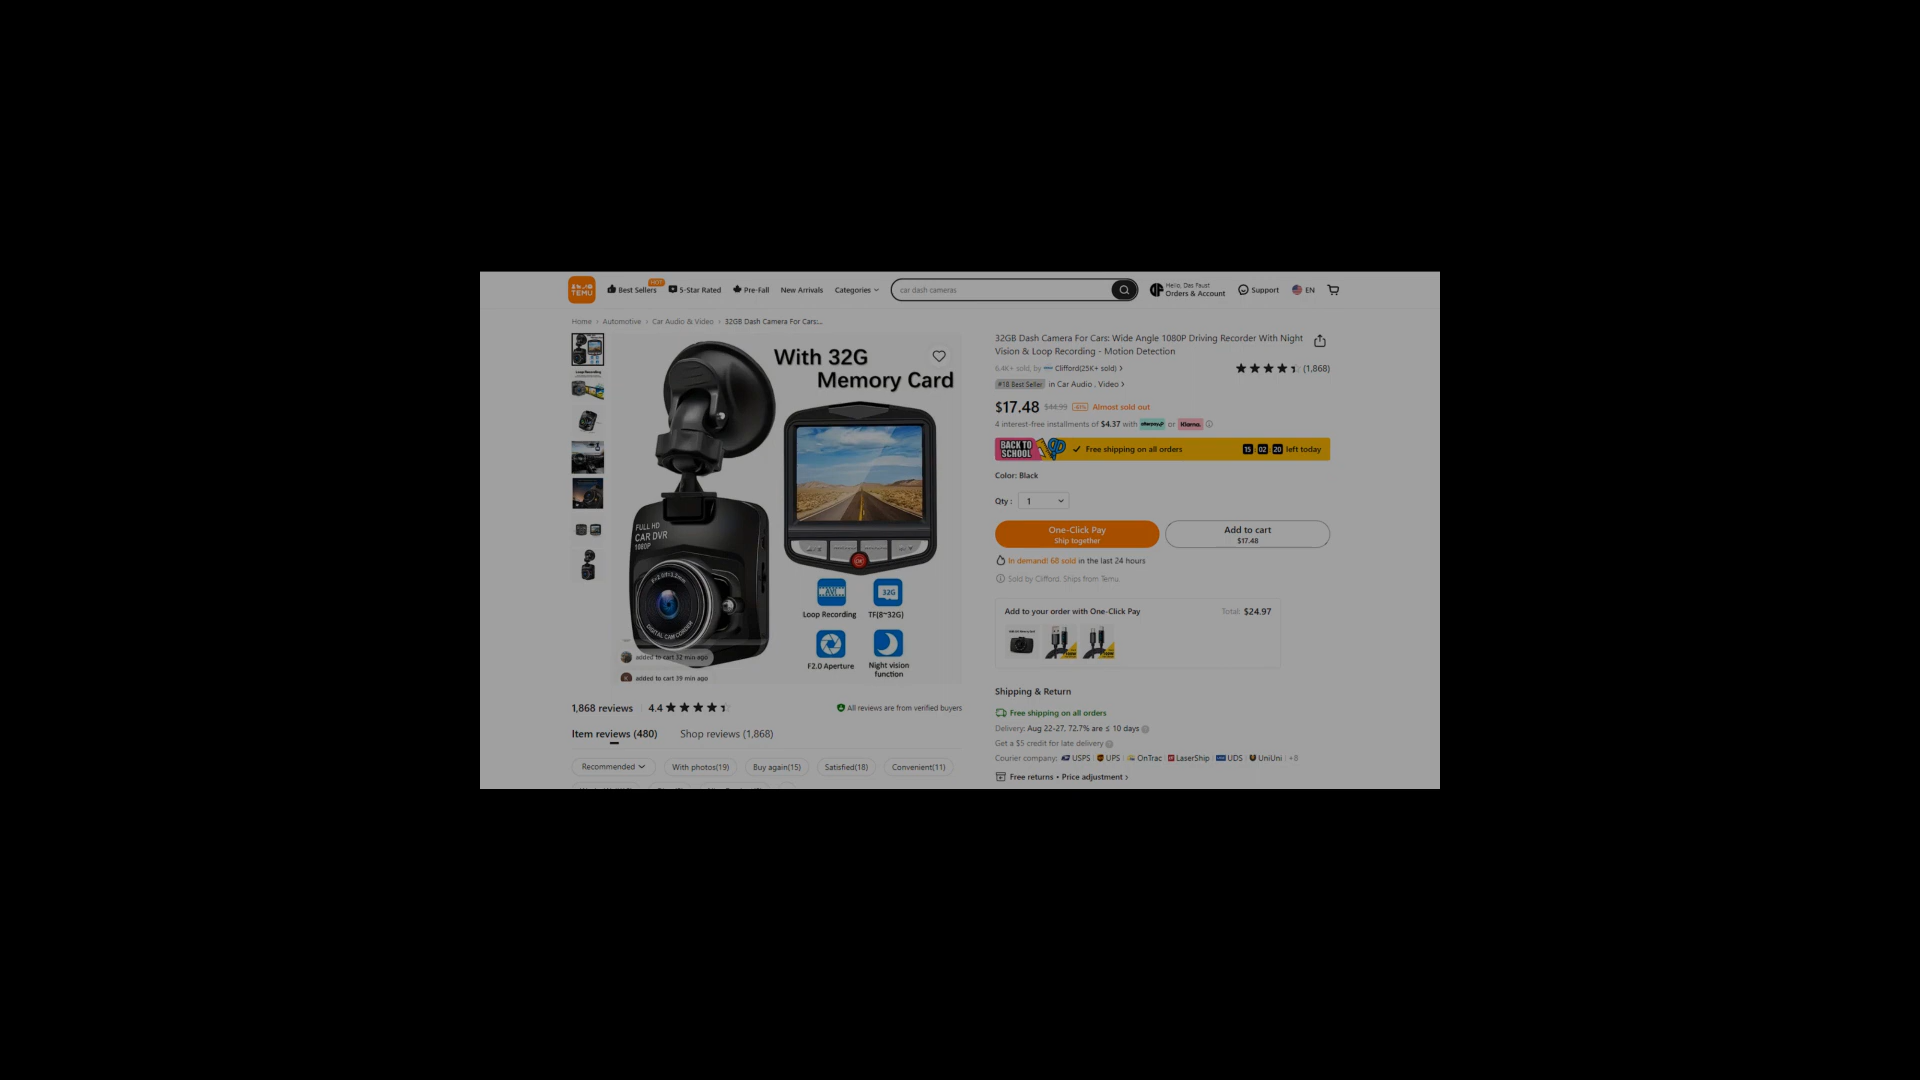 TEMU
Best Sellers
HOT
5-Star Rated
Pre-Fall
New Arrivals
Categories
car dash cameras
Hello, Das Faust
Orders & Account
Support
EN
Home > Automotive > Car Audio & Video > 32GB Dash Camera For Cars:...
With 32G
Memory Card
FULL HD
CAR DVR
1080P
DIGITAL CAMCORDER
OK
Loop Recording
32G
TF(8~32G)
F2.0 Aperture
Night vision
function
added to cart 32 min ago
added to cart 39 min ago
1,868 reviews
4.4
All reviews are from verified buyers
Item reviews (480)
Shop reviews (1,868)
Recommended
With photos(19)
Buy again(15)
Satisfied(18)
Convenient(11)
32GB Dash Camera For Cars: Wide Angle 1080P Driving Recorder With Night
Vision & Loop Recording - Motion Detection
6.4K+ sold, by Clifford(25K+ sold) >
(1,868)
#18 Best Seller in Car Audio . Video >
$17.48 $44.99 -61% Almost sold out
4 interest-free installments of $4.37 with afterpay or Klarna.
BACK TO
SCHOOL
Free shipping on all orders
15 02 20 left today
Color: Black
Qty : 1
One-Click Pay
Ship together
Add to cart
$17.48
In demand! 68 sold in the last 24 hours
Sold by Clifford. Ships from Temu.
Add to your order with One-Click Pay
Total: $24.97
Shipping & Return
Free shipping on all orders
Delivery: Aug 22-27, 72.7% are ≤ 10 days
Get a $5 credit for late delivery
Courier company: USPS UPS OnTrac LaserShip UDS UniUni +8
Free returns • Price adjustment >